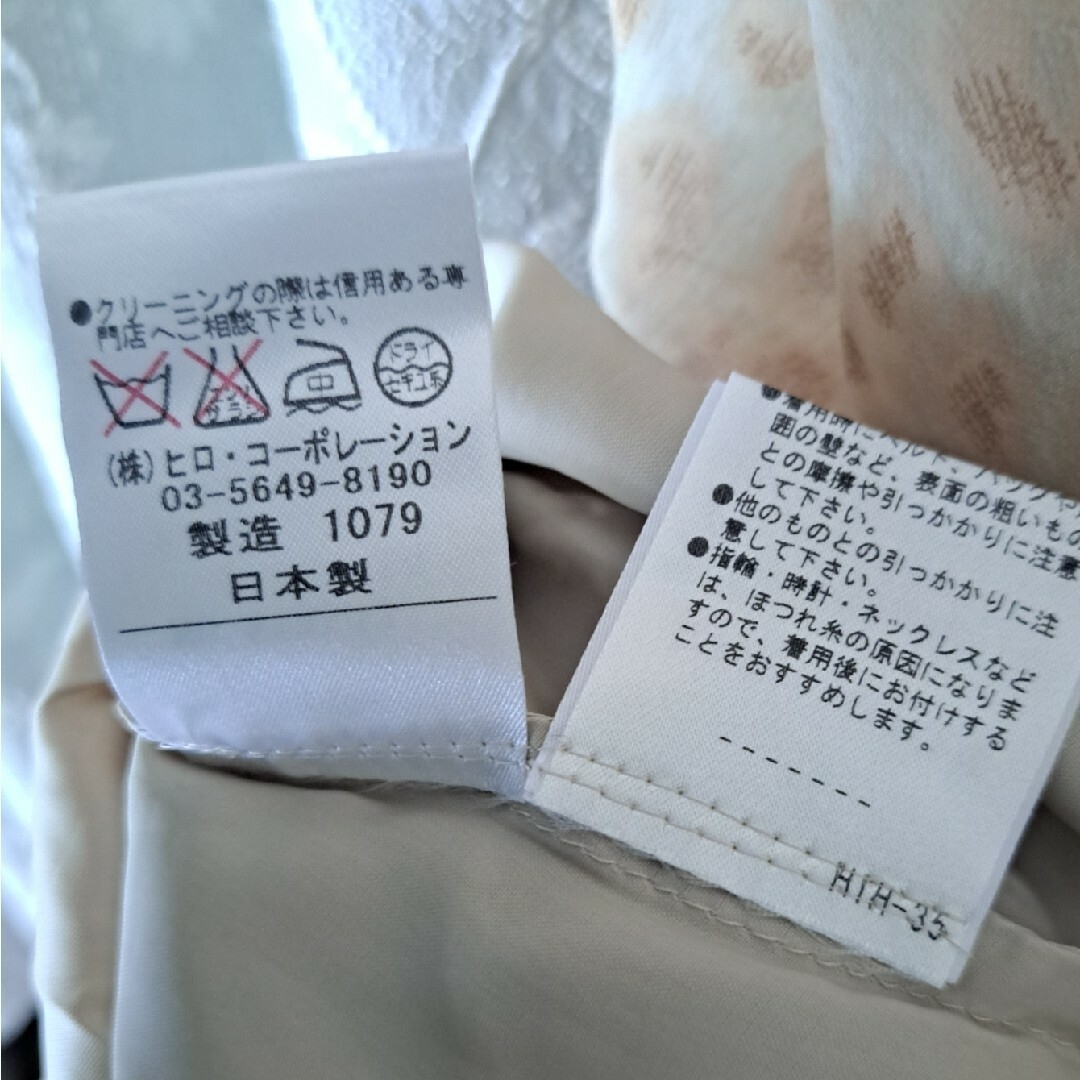 ●クリーニングの際は信用ある専
門店へご相談下さい。
中 ドライ
セキユ系
(株)ヒロ・コーポレーション
03-5649-8190
製造 1079
日本製
囲の壁など、表面の粗いもの
との摩擦や引っかかりに注意
して下さい。
●他のものとの引っかかりに注
意して下さい。
●指輪・時計・ネックレスなど
は、ほつれ糸の原因になりま
すので、着用後にお付けする
ことをおすすめします。
------
HIH-35